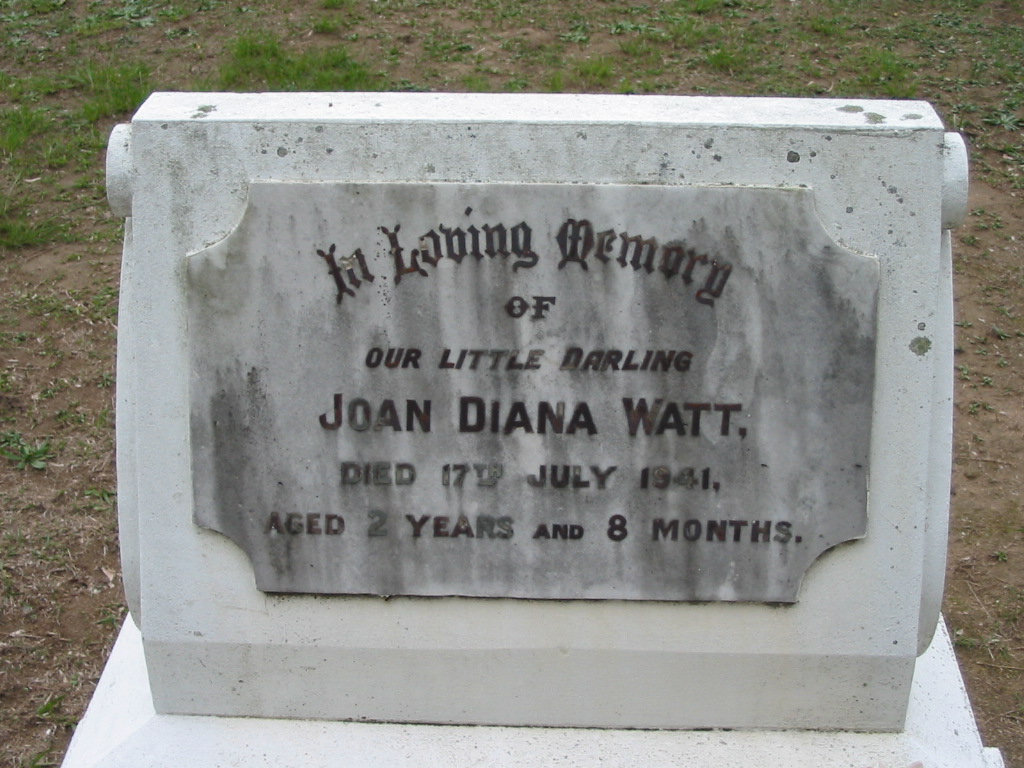 In Loving Memory
OF
OUR LITTLE DARLING
JOAN DIANA WATT,
DIED 17TH JULY 1941,
AGED 2 YEARS AND 8 MONTHS.